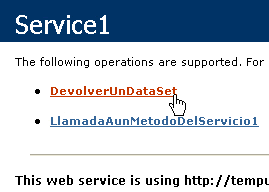 Service1
The following operations are supported. For
DevolverUnDataSet
LlamadaAunMetodoDelServicio1
This web service is using http://tempu